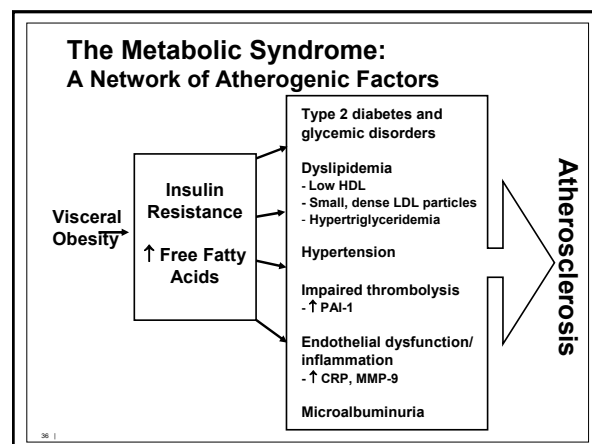 The Metabolic Syndrome:
A Network of Atherogenic Factors
Visceral
Obesity
Insulin
Resistance
↑ Free Fatty
Acids
Type 2 diabetes and
glycemic disorders
Dyslipidemia
- Low HDL
- Small, dense LDL particles
- Hypertriglyceridemia
Hypertension
Impaired thrombolysis
- ↑ PAI-1
Endothelial dysfunction/
inflammation
- ↑ CRP, MMP-9
Microalbuminuria
Atherosclerosis
36 |